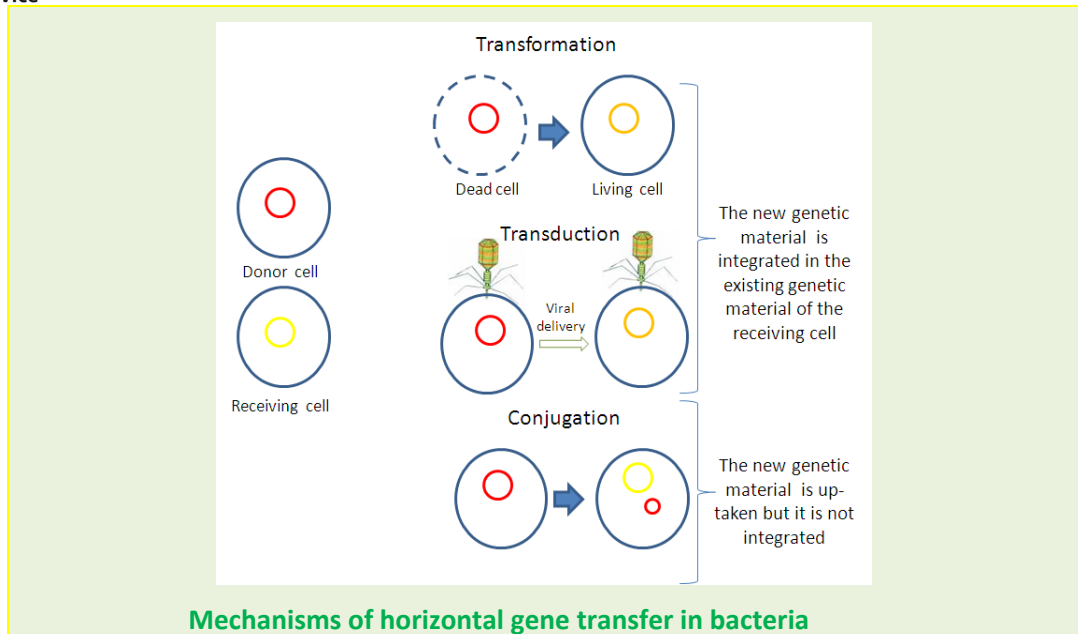 Transformation
Dead cell
Living cell
Donor cell
Receiving cell
Transduction
Viral
delivery
The new genetic
material is
integrated in the
existing genetic
material of the
receiving cell
Conjugation
The new genetic
material is up-
taken but it is not
integrated
Mechanisms of horizontal gene transfer in bacteria